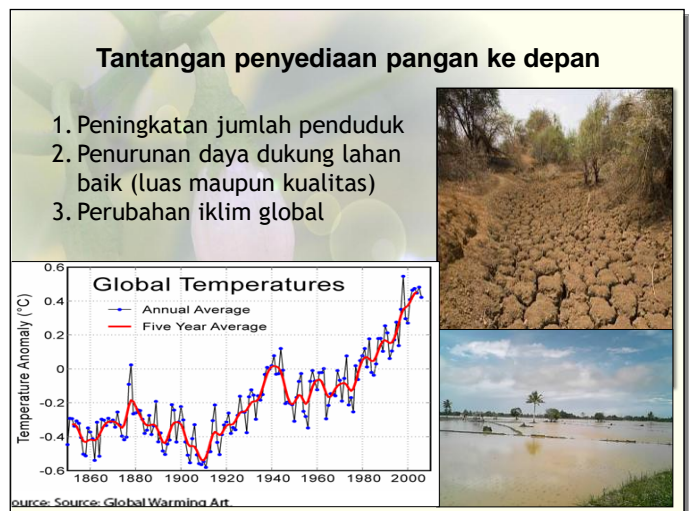 Tantangan penyediaan pangan ke depan
1. Peningkatan jumlah penduduk
2. Penurunan daya dukung lahan
baik (luas maupun kualitas)
3. Perubahan iklim global
Global Temperatures
Annual Average
Five Year Average
Temperature Anomaly (°C)
0.6
0.4
0.2
0
-0.2
-0.4
-0.6
1860 1880 1900 1920 1940 1960 1980 2000
ource: Source: Global Warming Art.